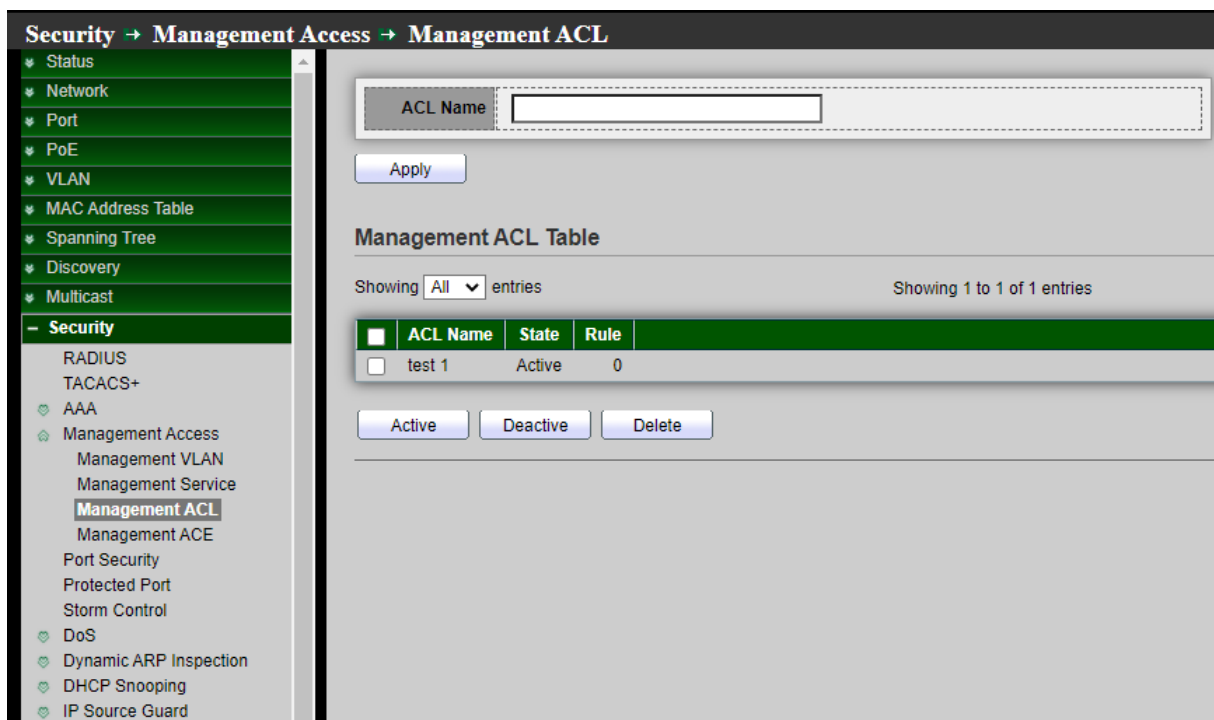 Security → Management Access → Management ACL
Status
Network
Port
PoE
VLAN
MAC Address Table
Spanning Tree
Discovery
Multicast
Security
RADIUS
TACACS+
AAA
Management Access
Management VLAN
Management Service
Management ACL
Management ACE
Port Security
Protected Port
Storm Control
DoS
Dynamic ARP Inspection
DHCP Snooping
IP Source Guard
ACL Name
Apply
Management ACL Table
Showing All entries Showing 1 to 1 of 1 entries
ACL Name State Rule
test 1 Active 0
Active Deactive Delete